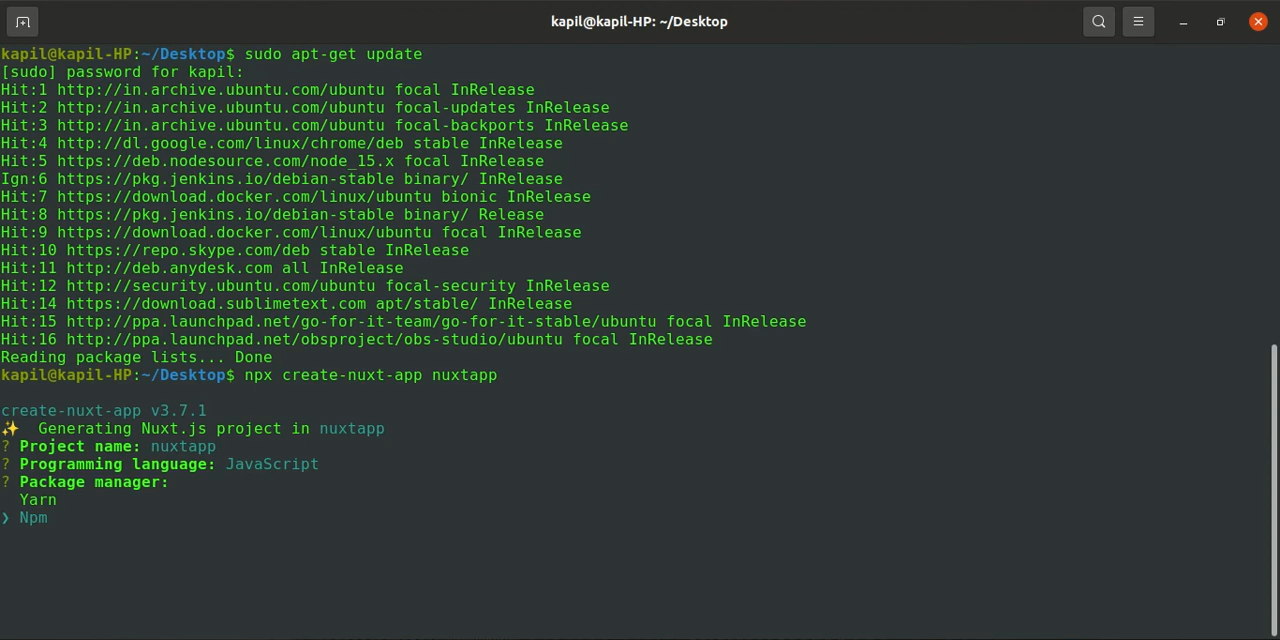 kapil@kapil-HP: ~/Desktop
kapil@kapil-HP:~/Desktop$ sudo apt-get update
[sudo] password for kapil:
Hit:1 http://in.archive.ubuntu.com/ubuntu focal InRelease
Hit:2 http://in.archive.ubuntu.com/ubuntu focal-updates InRelease
Hit:3 http://in.archive.ubuntu.com/ubuntu focal-backports InRelease
Hit:4 http://dl.google.com/linux/chrome/deb stable InRelease
Hit:5 https://deb.nodesource.com/node_15.x focal InRelease
Ign:6 https://pkg.jenkins.io/debian-stable binary/ InRelease
Hit:7 https://download.docker.com/linux/ubuntu bionic InRelease
Hit:8 https://pkg.jenkins.io/debian-stable binary/ Release
Hit:9 https://download.docker.com/linux/ubuntu focal InRelease
Hit:10 https://repo.skype.com/deb stable InRelease
Hit:11 http://deb.anydesk.com all InRelease
Hit:12 http://security.ubuntu.com/ubuntu focal-security InRelease
Hit:14 https://download.sublimetext.com apt/stable/ InRelease
Hit:15 http://ppa.launchpad.net/go-for-it-team/go-for-it-stable/ubuntu focal InRelease
Hit:16 http://ppa.launchpad.net/obsproject/obs-studio/ubuntu focal InRelease
Reading package lists... Done
kapil@kapil-HP:~/Desktop$ npx create-nuxt-app nuxtapp
create-nuxt-app v3.7.1
✨  Generating Nuxt.js project in nuxtapp
? Project name: nuxtapp
? Programming language: JavaScript
? Package manager:
  Yarn
❯ Npm